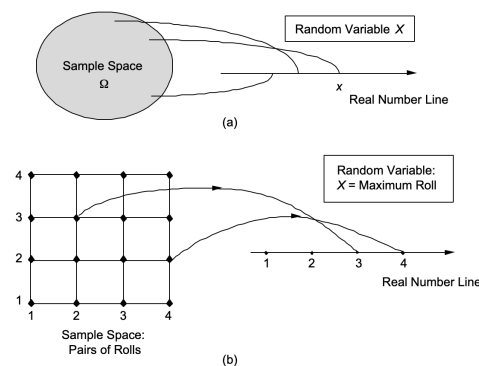 Random Variable X
Sample Space
Ω
x
Real Number Line
(a)
Random Variable:
X = Maximum Roll
4
3
2
1
1 2 3 4
1 2 3 4
Real Number Line
Sample Space:
Pairs of Rolls
(b)